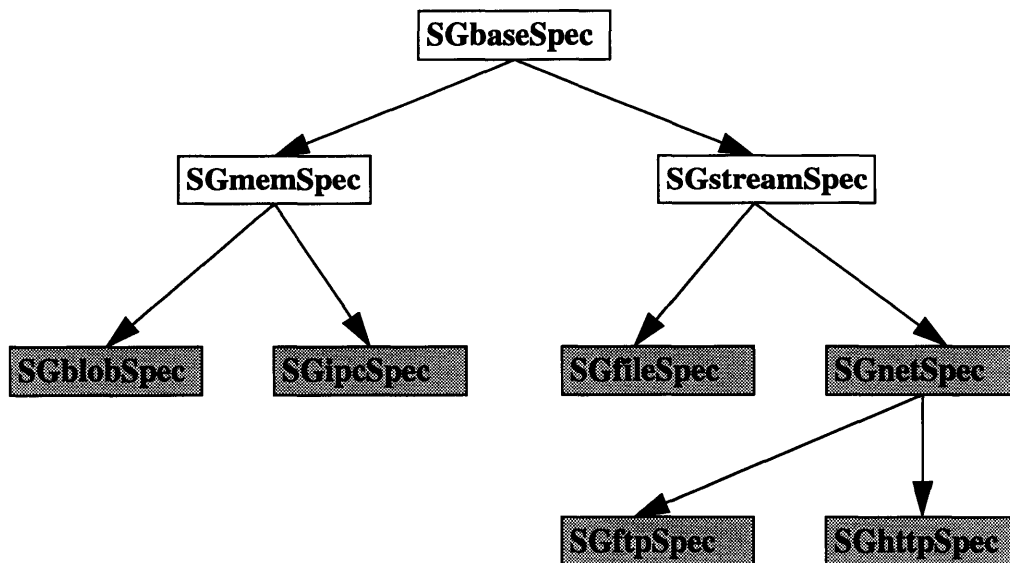 SGbaseSpec
SGmemSpec
SGstreamSpec
SGblobSpec
SGipcSpec
SGfileSpec
SGnetSpec
SGftpSpec
SGhttpSpec